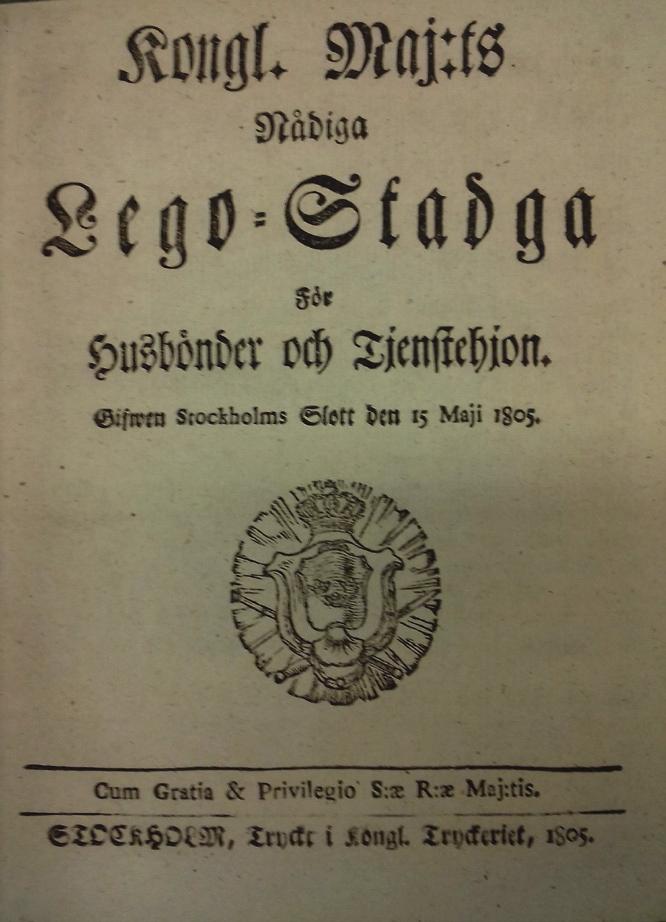 Kongl. Maj:ts
Nådiga
Lego-Stadga
För
Husbönder och Tjenstehjon.
Gifwen Stockholms Slott den 15 Maji 1805.
Cum Gratia & Privilegio S:æ R:æ Maj:tis.
STOCKHOLM, Tryckt i Kongl. Tryckeriet, 1805.